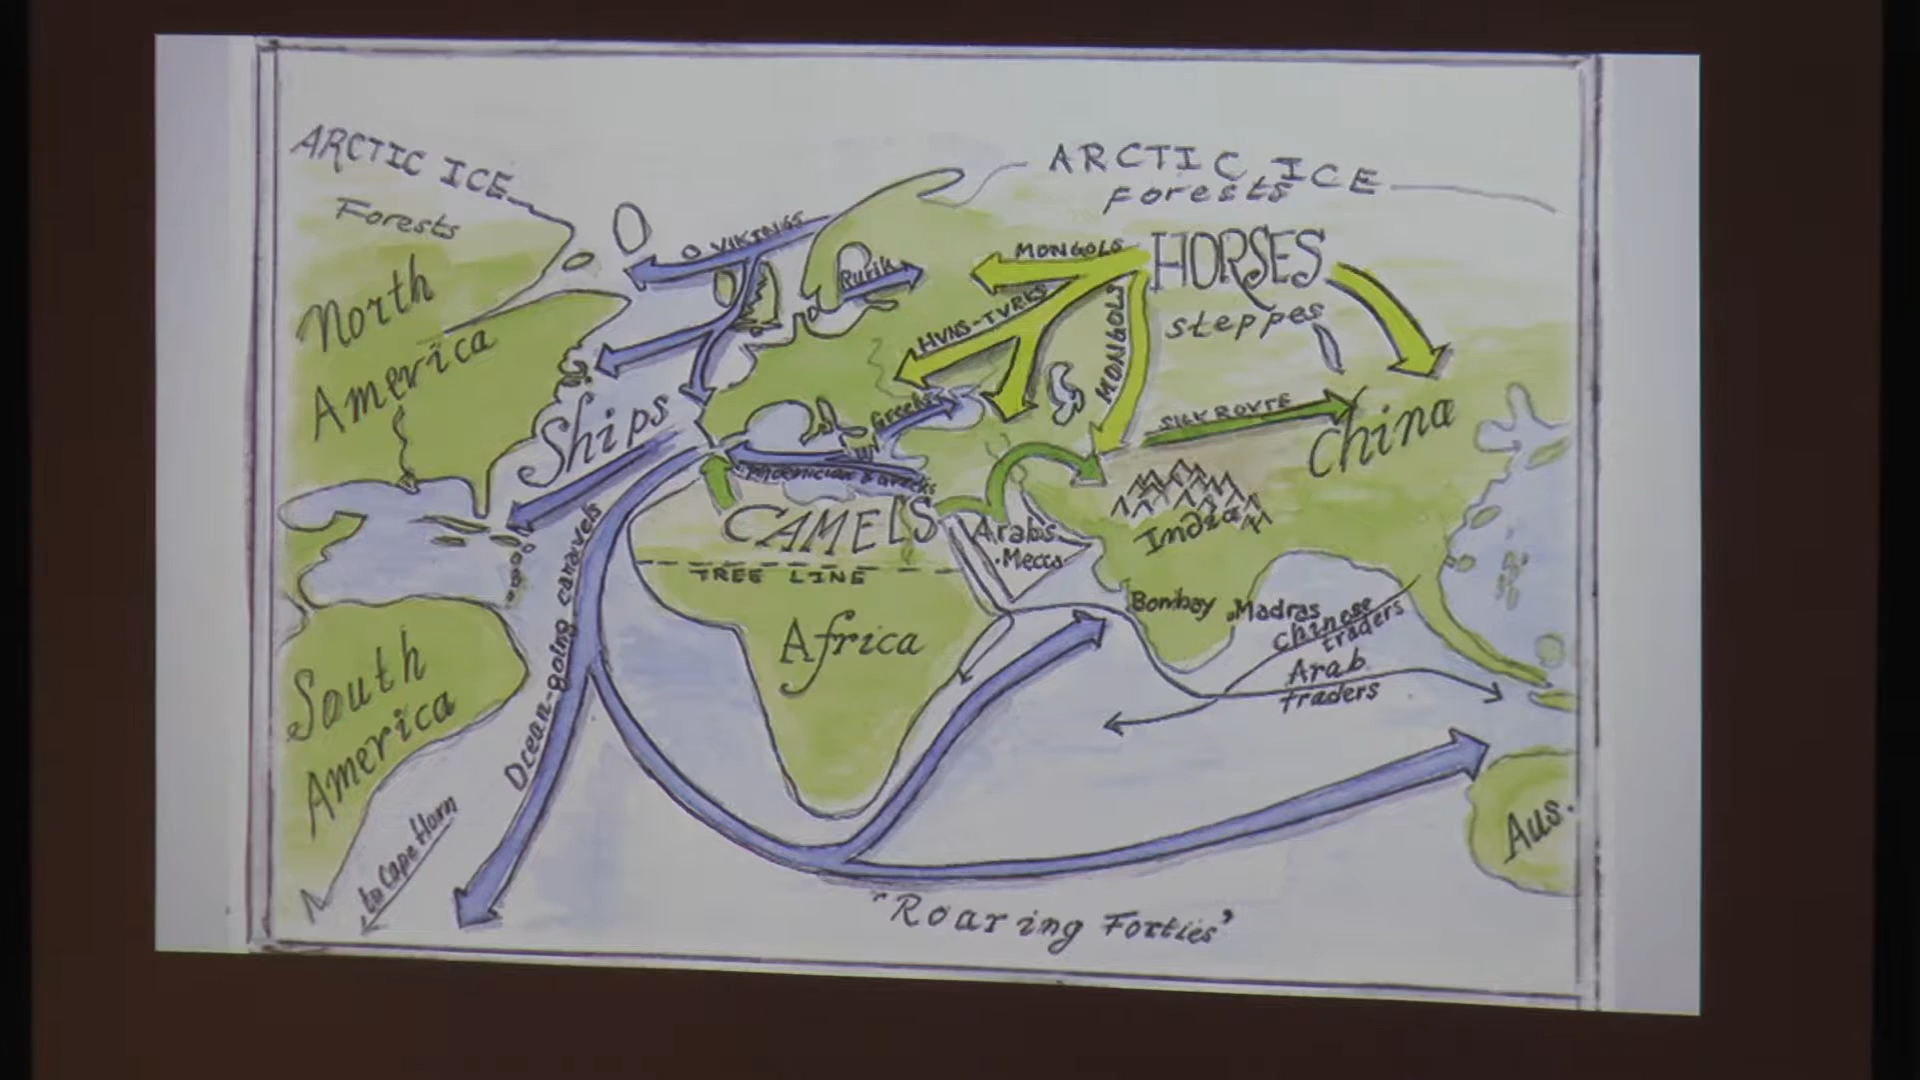 ARCTIC ICE
Forests
North
America
ARCTIC ICE
Forests
VIKINGS
Rurik
MONGOLS
HORSES
steppes
HUNS-TURKS
MONGOLS
Ships
Greeks
SILK ROUTE
China
Phoenician & Greeks
CAMELS
Arabs
Mecca
India
TREE LINE
Africa
Bombay
Madras
Chinese
traders
Arab
traders
Ocean-going caravels
South
America
to Cape Horn
Aus.
"Roaring Forties"